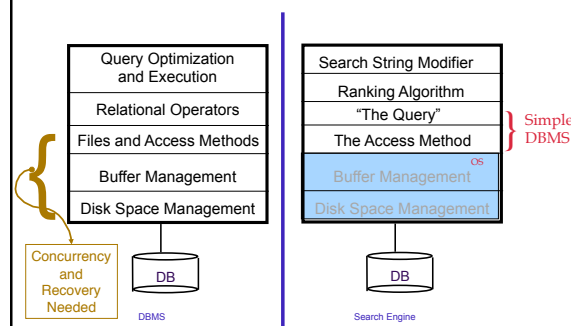 Query Optimization
and Execution
Relational Operators
Files and Access Methods
Buffer Management
Disk Space Management
Concurrency
and
Recovery
Needed
DB
DBMS
Search String Modifier
Ranking Algorithm
“The Query”
The Access Method
Simple
DBMS
OS
Buffer Management
Disk Space Management
DB
Search Engine